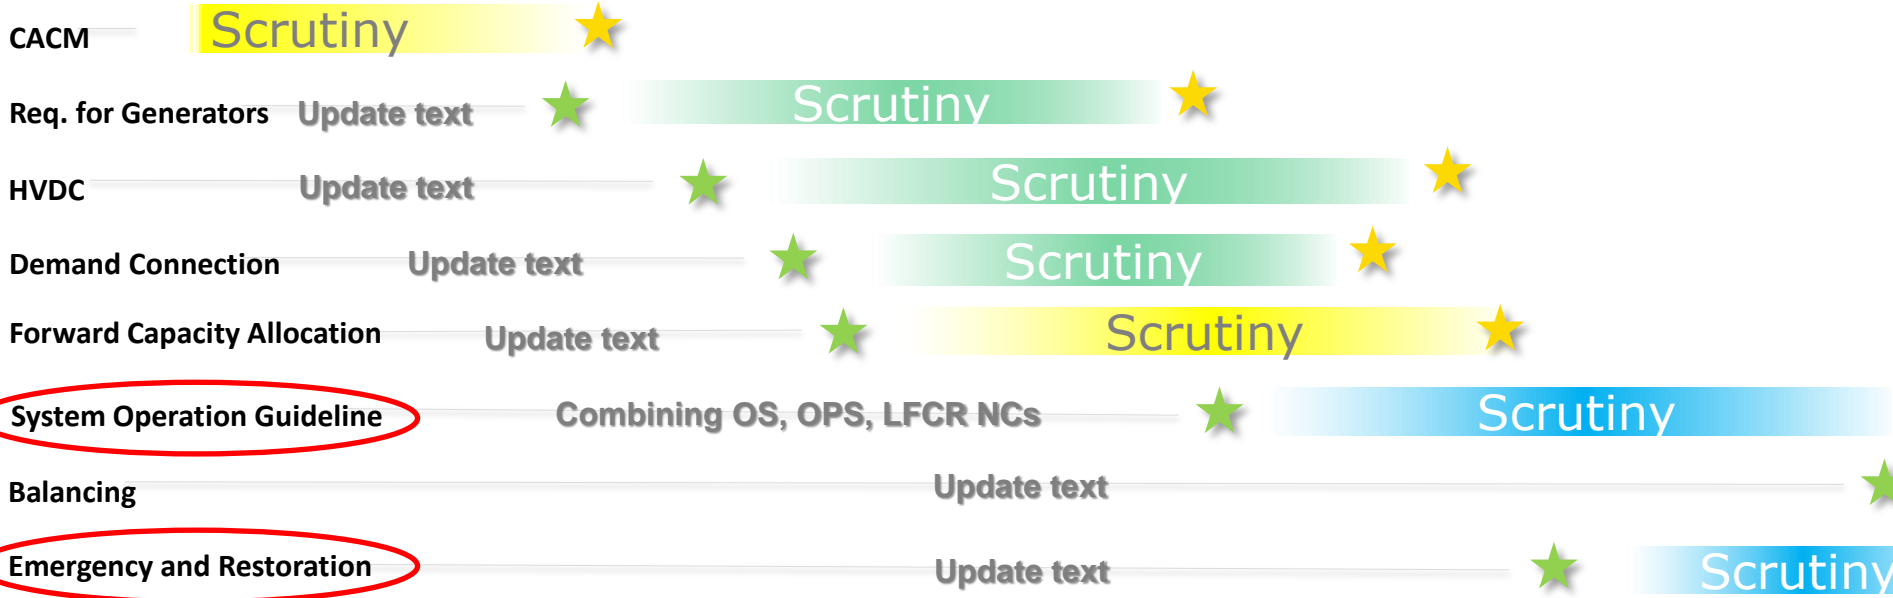 CACM Scrutiny
Req. for Generators Update text Scrutiny
HVDC Update text Scrutiny
Demand Connection Update text Scrutiny
Forward Capacity Allocation Update text Scrutiny
System Operation Guideline Combining OS, OPS, LFCR NCs Scrutiny
Balancing Update text
Emergency and Restoration Update text Scrutiny